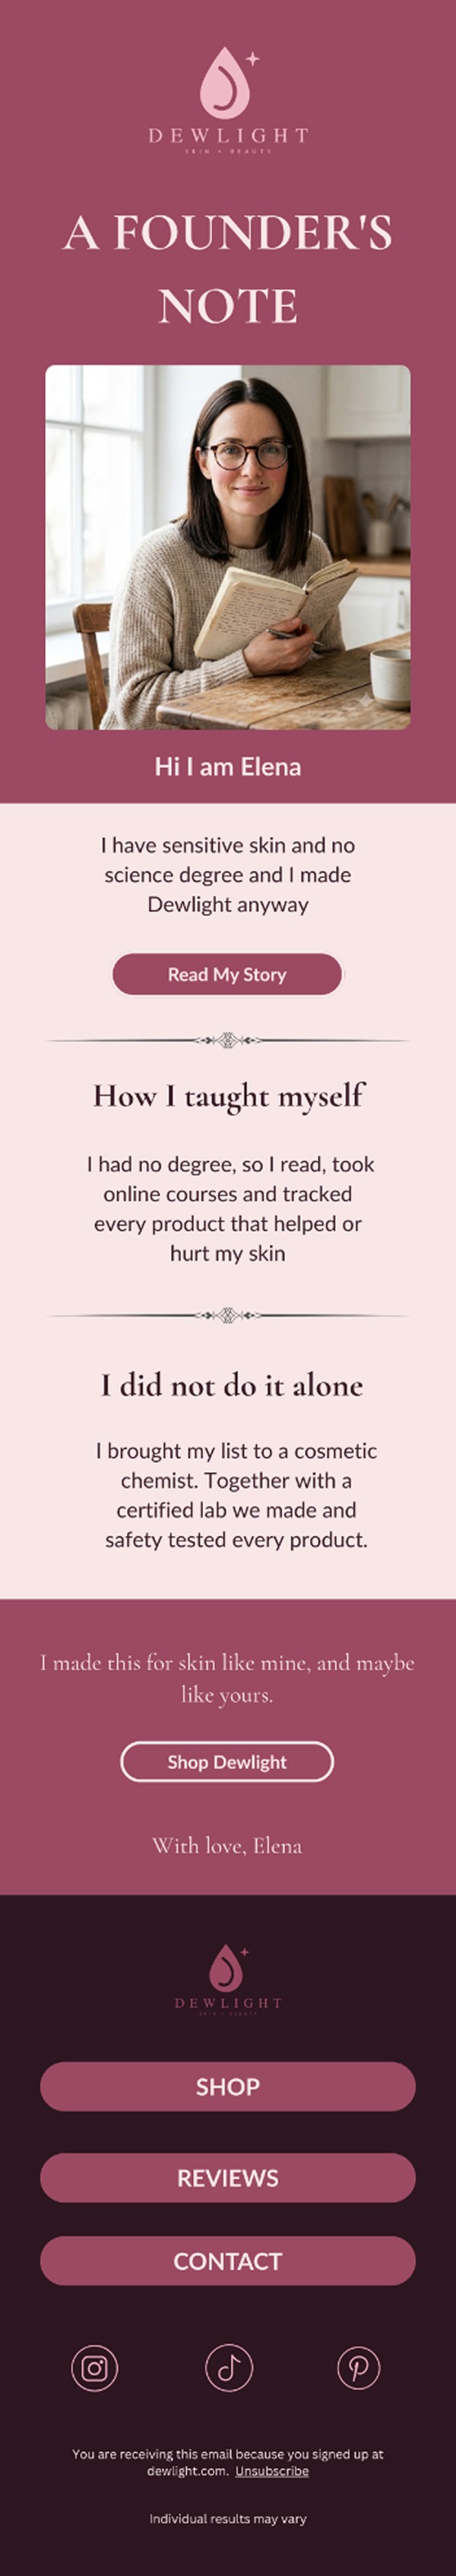 DEWLIGHT
SKIN + BEAUTY
A FOUNDER'S
NOTE
Hi I am Elena
I have sensitive skin and no
science degree and I made
Dewlight anyway
Read My Story
How I taught myself
I had no degree, so I read, took
online courses and tracked
every product that helped or
hurt my skin
I did not do it alone
I brought my list to a cosmetic
chemist. Together with a
certified lab we made and
safety tested every product.
I made this for skin like mine, and maybe
like yours.
Shop Dewlight
With love, Elena
DEWLIGHT
SHOP
REVIEWS
CONTACT
You are receiving this email because you signed up at
dewlight.com. Unsubscribe
Individual results may vary